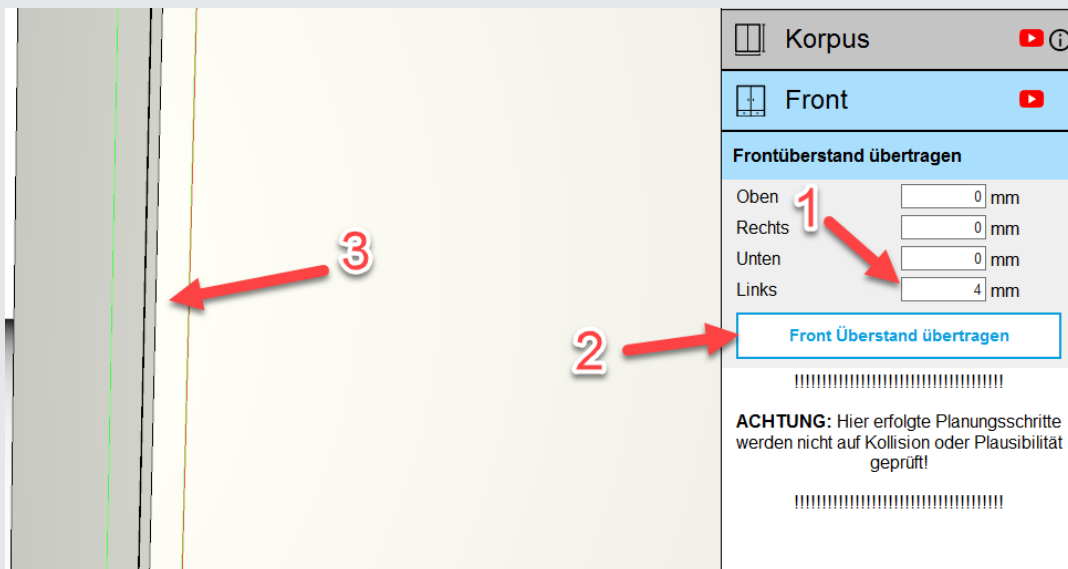 Korpus
Front
Frontüberstand übertragen
Oben 0 mm
Rechts 0 mm
Unten 0 mm
Links 4 mm
Front Überstand übertragen
!!!!!!!!!!!!!!!!!!!!!!!!!!!!!!!!!!!!!!
ACHTUNG: Hier erfolgte Planungsschritte
werden nicht auf Kollision oder Plausibilität
geprüft!
!!!!!!!!!!!!!!!!!!!!!!!!!!!!!!!!!!!!!!
1
2
3